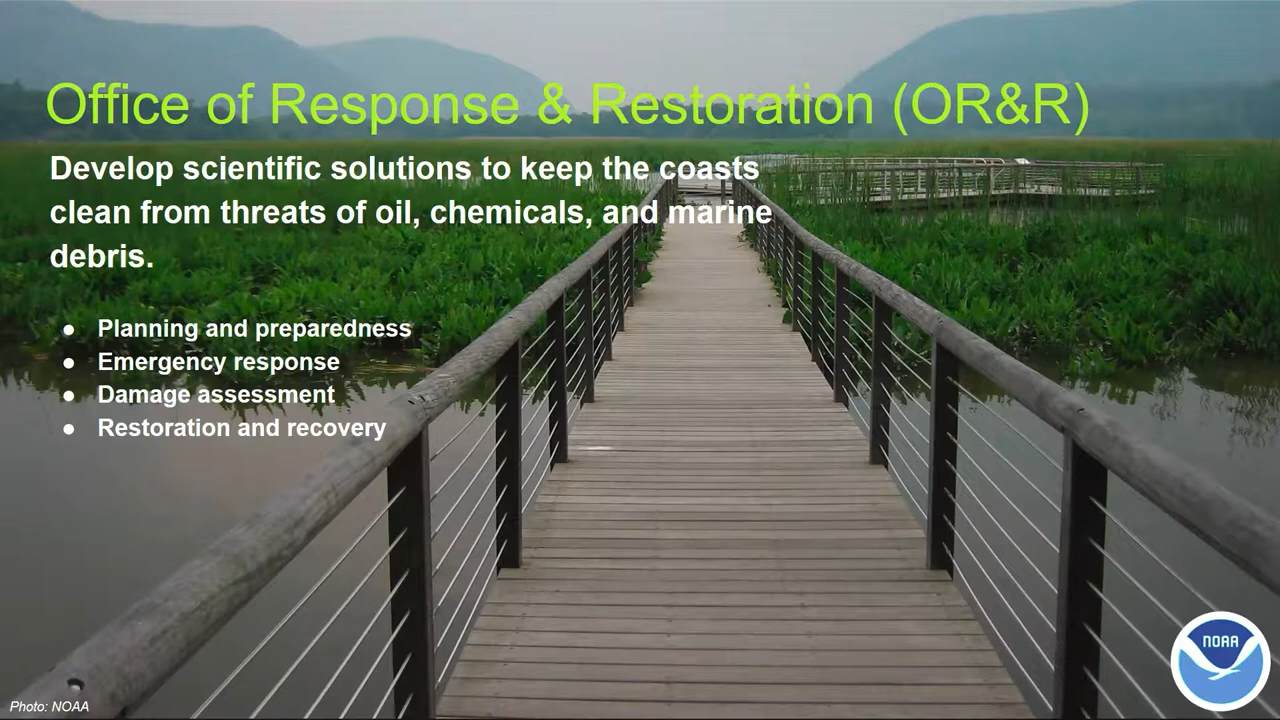 Office of Response & Restoration (OR&R)
Develop scientific solutions to keep the coasts
clean from threats of oil, chemicals, and marine
debris.
● Planning and preparedness
● Emergency response
● Damage assessment
● Restoration and recovery
NOAA
Photo: NOAA